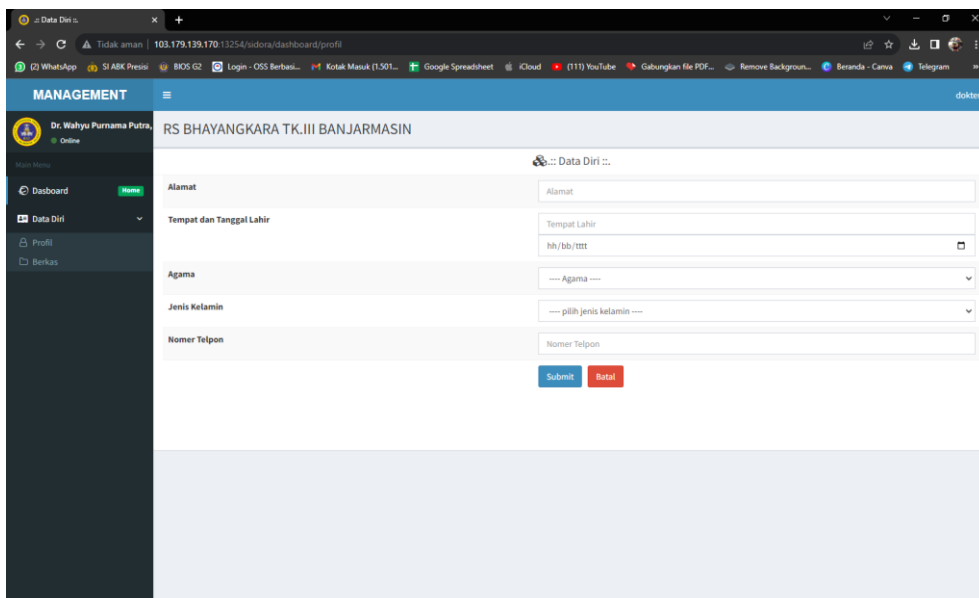 .:: Data Diri ::.
Tidak aman | 103.179.139.170:13254/sidora/dashboard/profil
(2) WhatsApp SI ABK Presisi BIOS G2 Login - OSS Berbasi... Kotak Masuk (1.501... Google Spreadsheet iCloud (111) YouTube Gabungkan file PDF... Remove Backgroun... Beranda - Canva Telegram
MANAGEMENT
dokter
Dr. Wahyu Purnama Putra,
Online
RS BHAYANGKARA TK.III BANJARMASIN
Main Menu
.:: Data Diri ::.
Dasboard Home
Data Diri
Profil
Berkas
Alamat
Alamat
Tempat dan Tanggal Lahir
Tempat Lahir
hh/bb/tttt
Agama
---- Agama ----
Jenis Kelamin
---- pilih jenis kelamin ----
Nomer Telpon
Nomer Telpon
Submit Batal